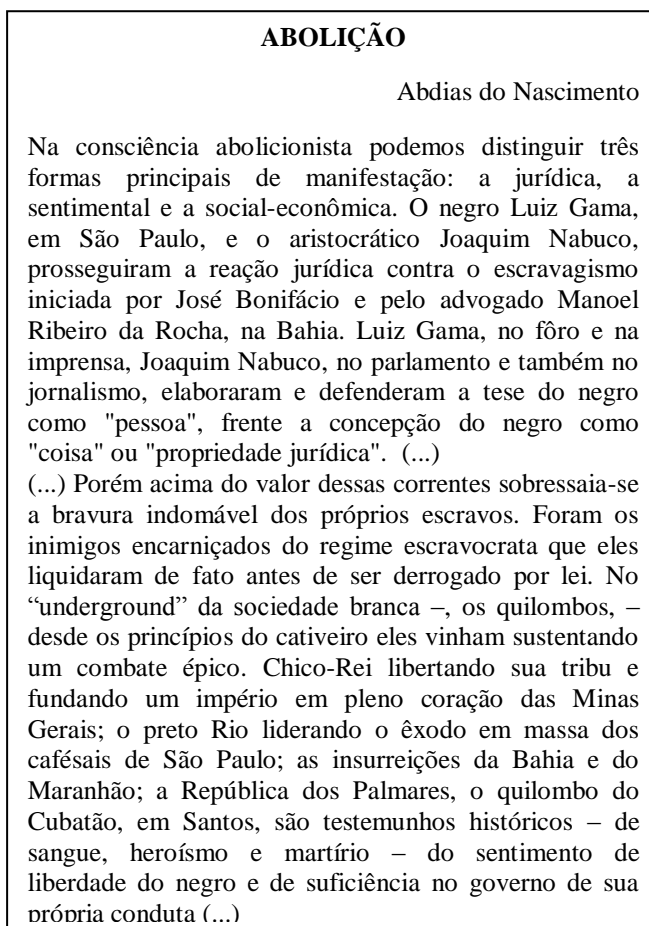 ABOLIÇÃO
Abdias do Nascimento
Na consciência abolicionista podemos distinguir três
formas principais de manifestação: a jurídica, a
sentimental e a social-econômica. O negro Luiz Gama,
em São Paulo, e o aristocrático Joaquim Nabuco,
prosseguiram a reação jurídica contra o escravagismo
iniciada por José Bonifácio e pelo advogado Manoel
Ribeiro da Rocha, na Bahia. Luiz Gama, no fôro e na
imprensa, Joaquim Nabuco, no parlamento e também no
jornalismo, elaboraram e defenderam a tese do negro
como "pessoa", frente a concepção do negro como
"coisa" ou "propriedade jurídica". (...)
(...) Porém acima do valor dessas correntes sobressaia-se
a bravura indomável dos próprios escravos. Foram os
inimigos encarniçados do regime escravocrata que eles
liquidaram de fato antes de ser derrogado por lei. No
“underground” da sociedade branca –, os quilombos, –
desde os princípios do cativeiro eles vinham sustentando
um combate épico. Chico-Rei libertando sua tribu e
fundando um império em pleno coração das Minas
Gerais; o preto Rio liderando o êxodo em massa dos
cafésais de São Paulo; as insurreições da Bahia e do
Maranhão; a República dos Palmares, o quilombo do
Cubatão, em Santos, são testemunhos históricos – de
sangue, heroísmo e martírio – do sentimento de
liberdade do negro e de suficiência no governo de sua
própria conduta (...)